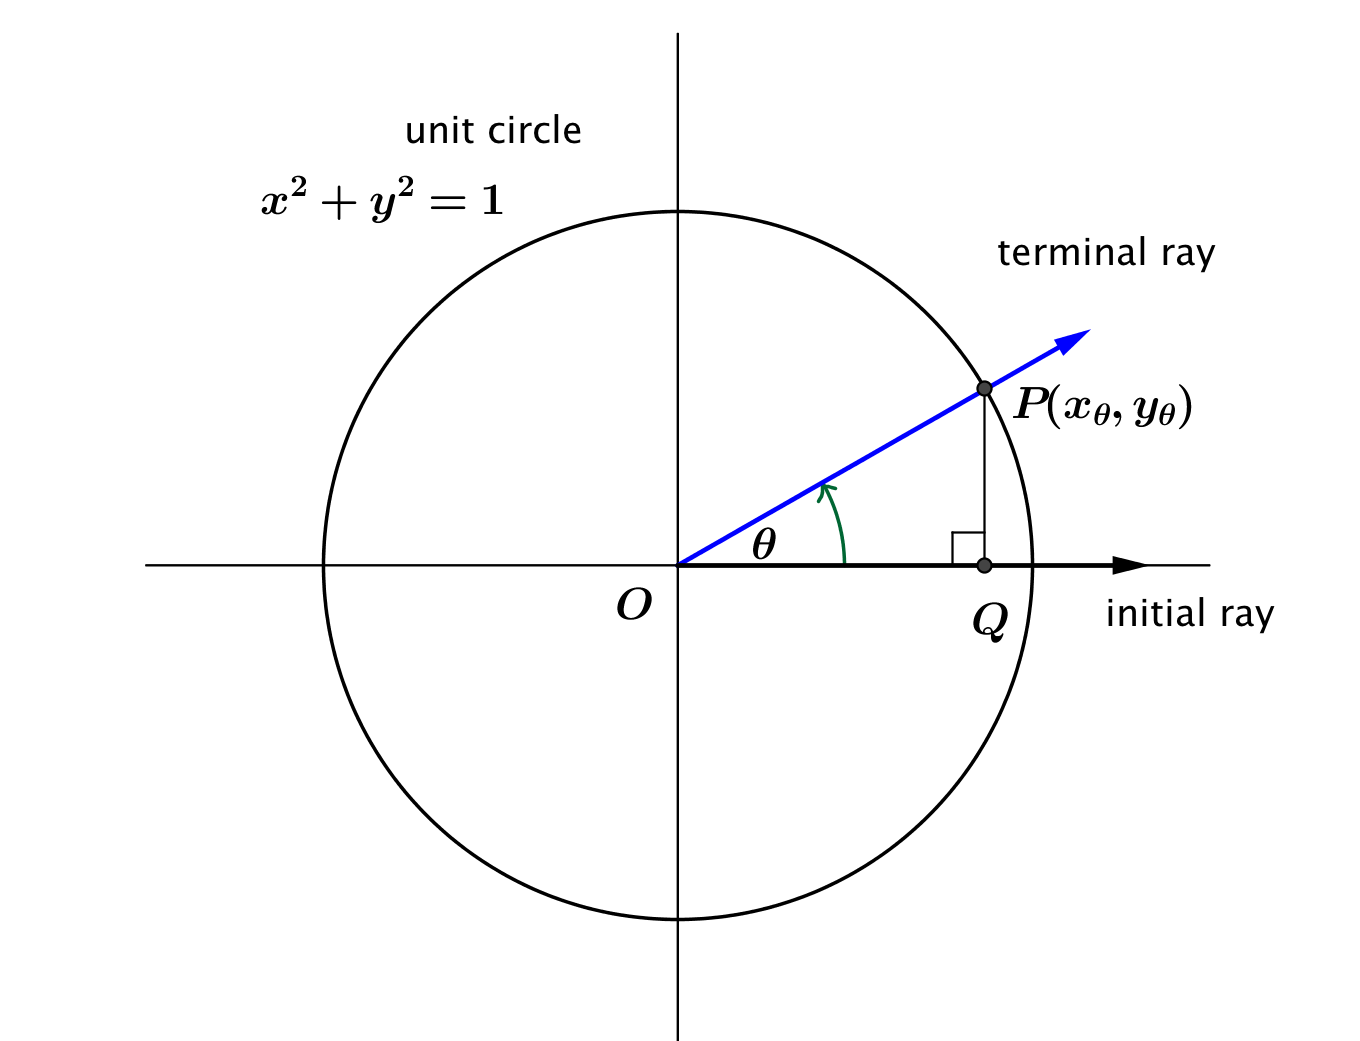 unit circle
x² + y² = 1
terminal ray
P(x_θ, y_θ)
θ
O
Q
initial ray